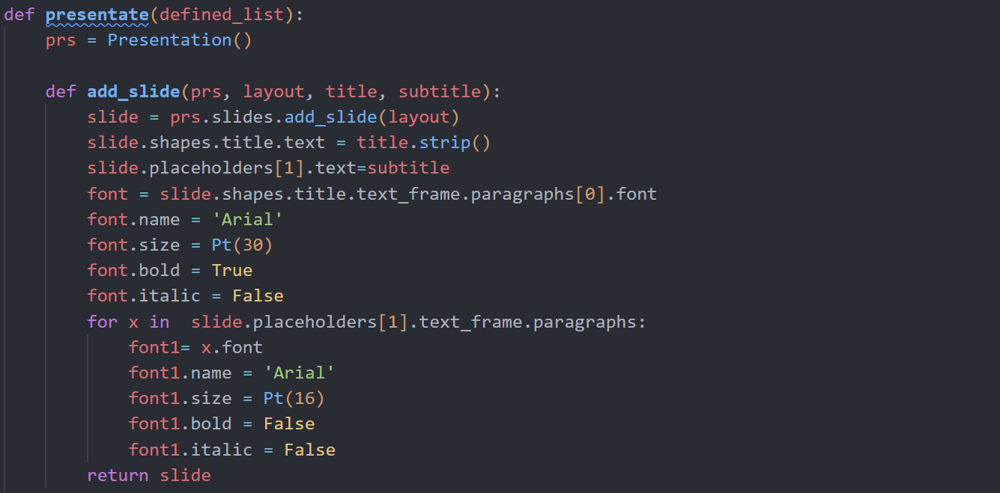 def presentate(defined_list):
    prs = Presentation()

    def add_slide(prs, layout, title, subtitle):
        slide = prs.slides.add_slide(layout)
        slide.shapes.title.text = title.strip()
        slide.placeholders[1].text=subtitle
        font = slide.shapes.title.text_frame.paragraphs[0].font
        font.name = 'Arial'
        font.size = Pt(30)
        font.bold = True
        font.italic = False
        for x in  slide.placeholders[1].text_frame.paragraphs:
            font1= x.font
            font1.name = 'Arial'
            font1.size = Pt(16)
            font1.bold = False
            font1.italic = False
        return slide